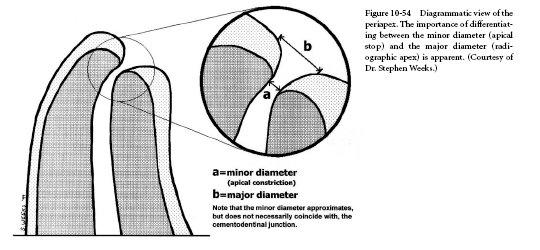 Figure 10-54 Diagrammatic view of the
periapex. The importance of differentiat-
ing between the minor diameter (apical
stop) and the major diameter (radi-
ographic apex) is apparent. (Courtesy of
Dr. Stephen Weeks.)
b
a
a=minor diameter
(apical constriction)
b=major diameter
Note that the minor diameter approximates,
but does not necessarily coincide with, the
cementodentinal junction.